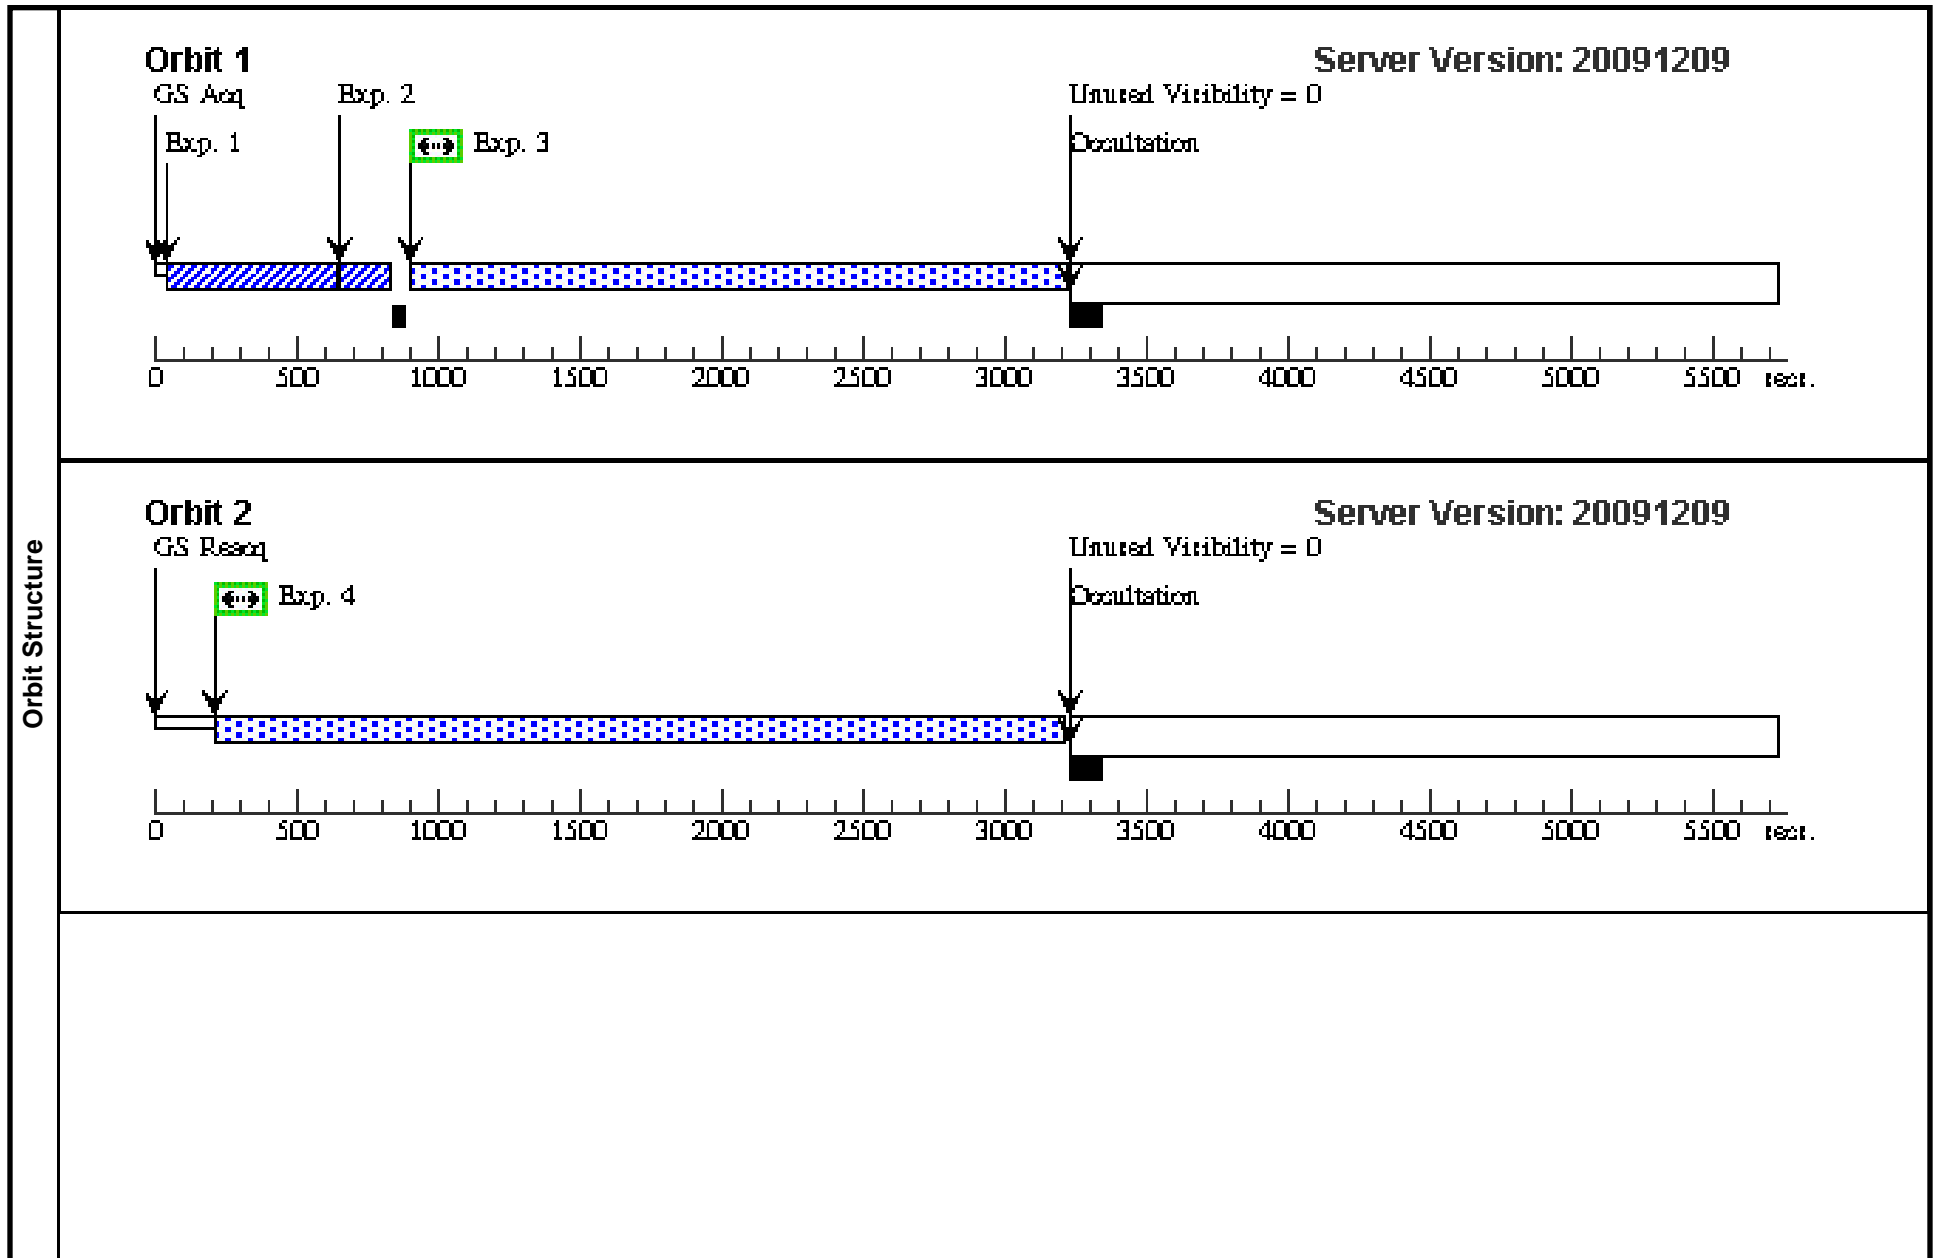 Orbit Structure
Orbit 1
Server Version: 20091209
GS Acq
Exp. 2
Unused Visibility = 0
Exp. 1
Exp. 3
Occultation
0 500 1000 1500 2000 2500 3000 3500 4000 4500 5000 5500 secs.
Orbit 2
Server Version: 20091209
GS Reacq
Unused Visibility = 0
Exp. 4
Occultation
0 500 1000 1500 2000 2500 3000 3500 4000 4500 5000 5500 secs.